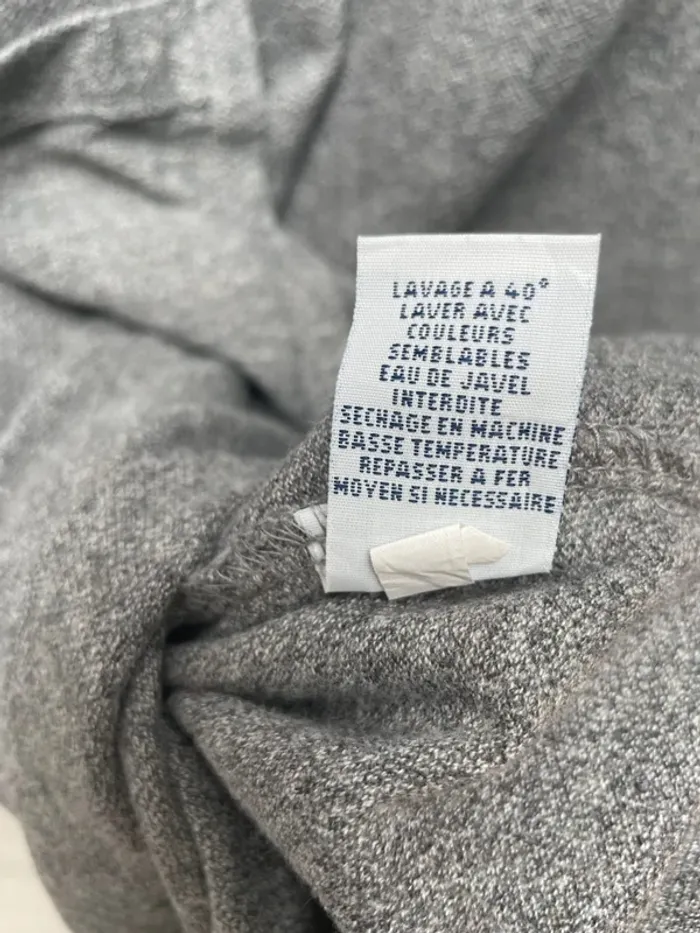 LAVAGE A 40°
LAVER AVEC
COULEURS
SEMBLABLES
EAU DE JAVEL
INTERDITE
SECHAGE EN MACHINE
BASSE TEMPERATURE
REPASSER A FER
MOYEN SI NECESSAIRE